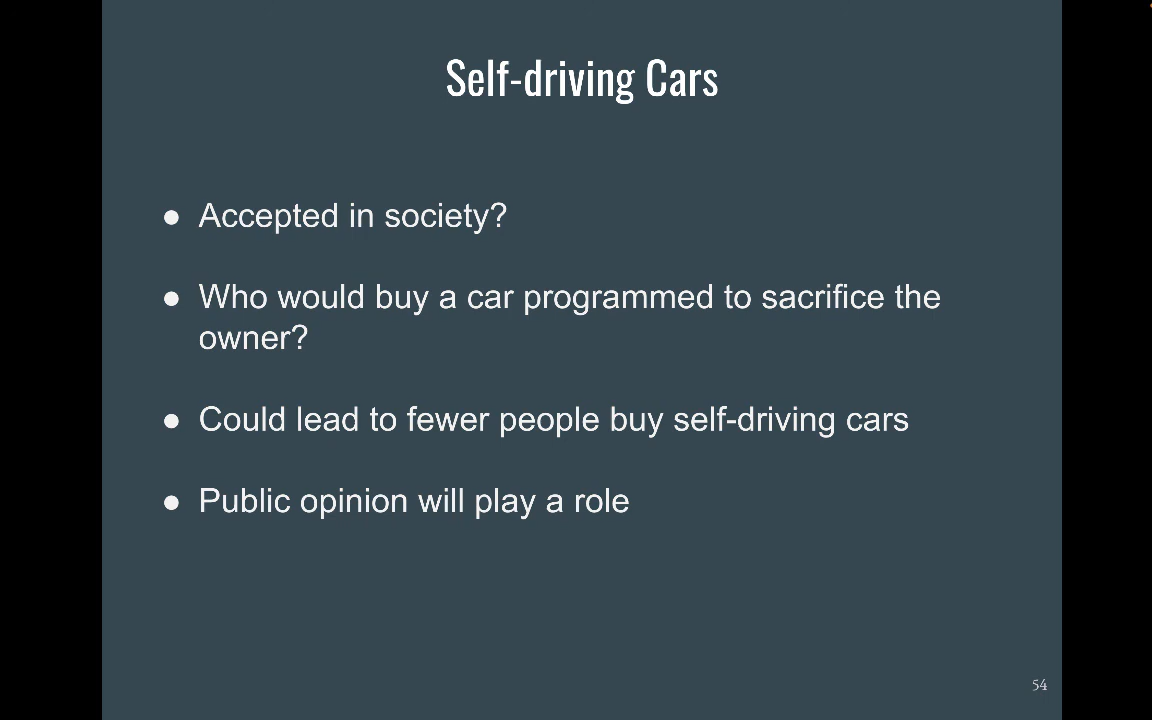 Self-driving Cars
● Accepted in society?
● Who would buy a car programmed to sacrifice the
owner?
● Could lead to fewer people buy self-driving cars
● Public opinion will play a role
54